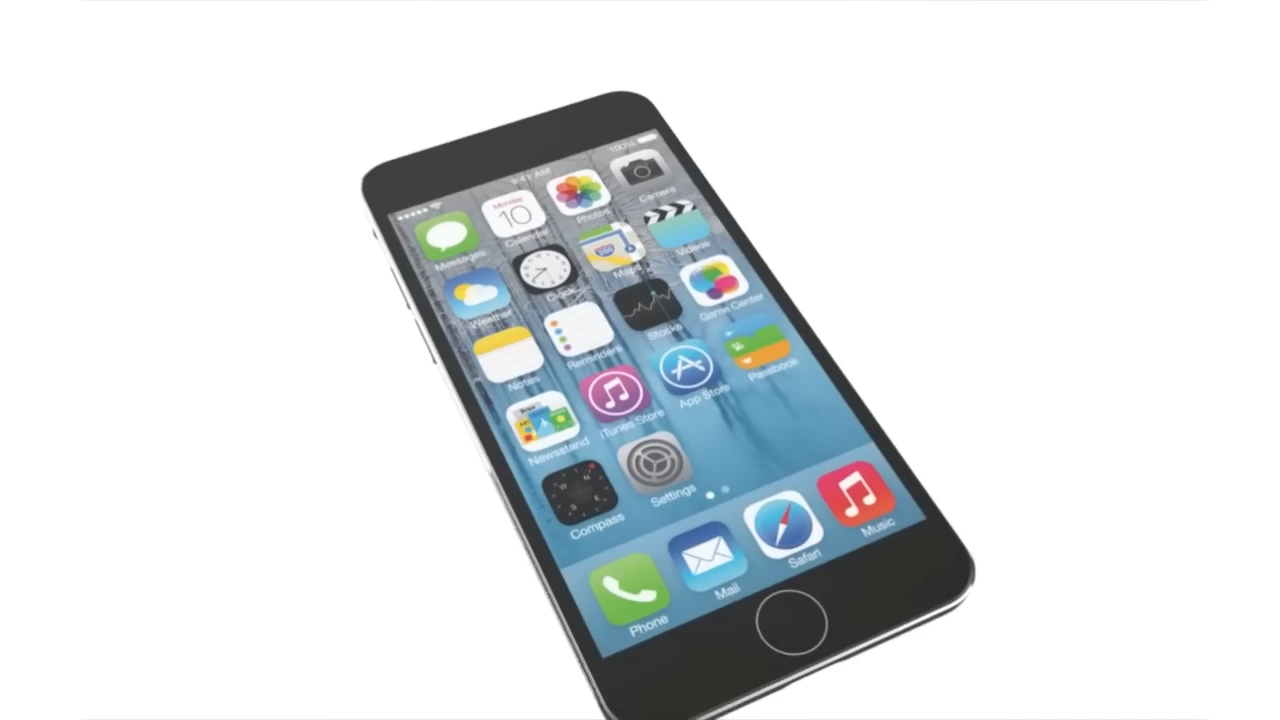 9:41 AM
100%
Messages
Monday
10
Calendar
Photos
Camera
Weather
Clock
280
Maps
Videos
Notes
Reminders
Stocks
Game Center
Newsstand
iTunes Store
App Store
Passbook
W N
S E
Compass
Settings
Phone
Mail
Safari
Music